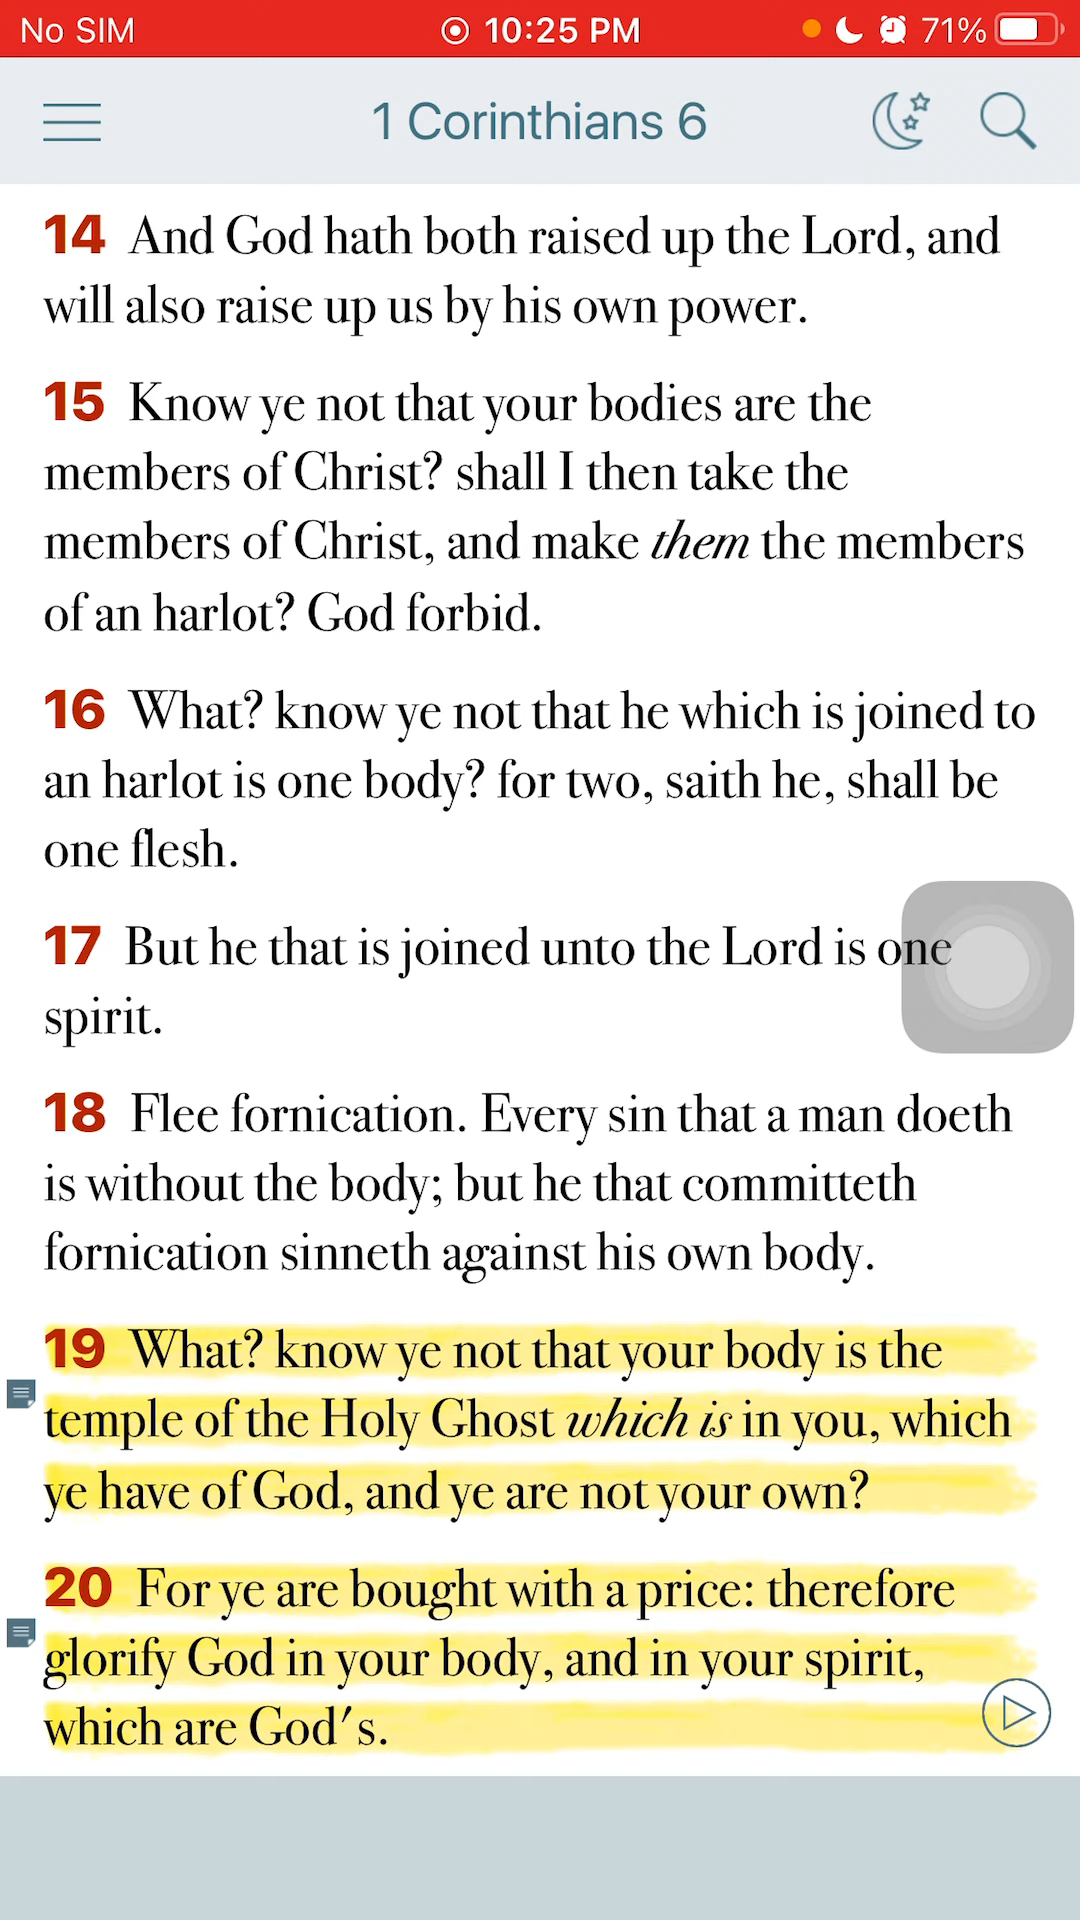 No SIM 10:25 PM 71%
1 Corinthians 6
14 And God hath both raised up the Lord, and
will also raise up us by his own power.
15 Know ye not that your bodies are the
members of Christ? shall I then take the
members of Christ, and make them the members
of an harlot? God forbid.
16 What? know ye not that he which is joined to
an harlot is one body? for two, saith he, shall be
one flesh.
17 But he that is joined unto the Lord is one
spirit.
18 Flee fornication. Every sin that a man doeth
is without the body; but he that committeth
fornication sinneth against his own body.
19 What? know ye not that your body is the
temple of the Holy Ghost which is in you, which
ye have of God, and ye are not your own?
20 For ye are bought with a price: therefore
glorify God in your body, and in your spirit,
which are God's.